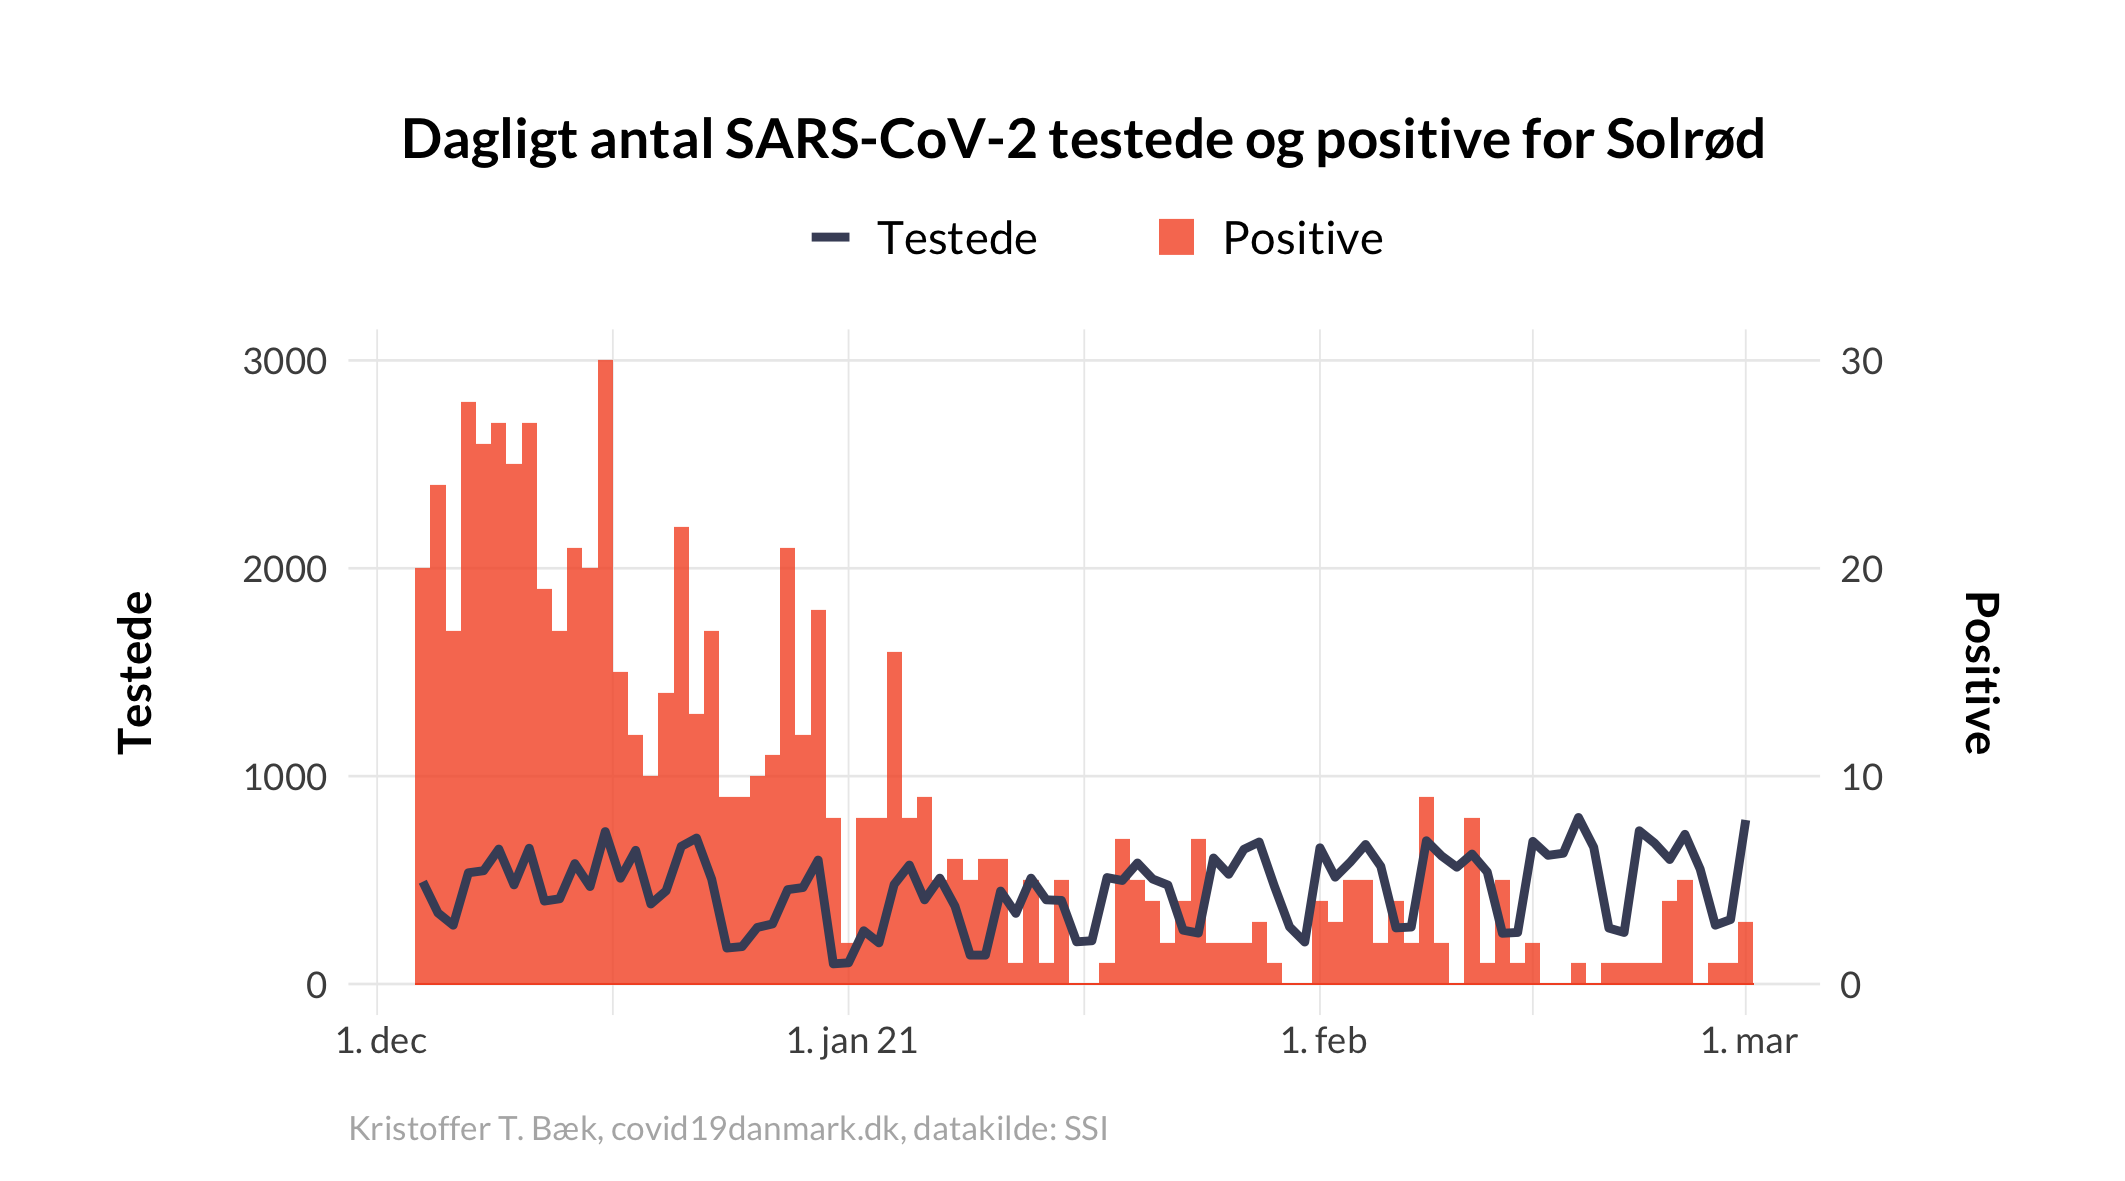 Dagligt antal SARS-CoV-2 testede og positive for Solrød
Testede
Positive
3000
2000
1000
0
30
20
10
0
Testede
Positive
1. dec
1. jan 21
1. feb
1. mar
Kristoffer T. Bæk, covid19danmark.dk, datakilde: SSI